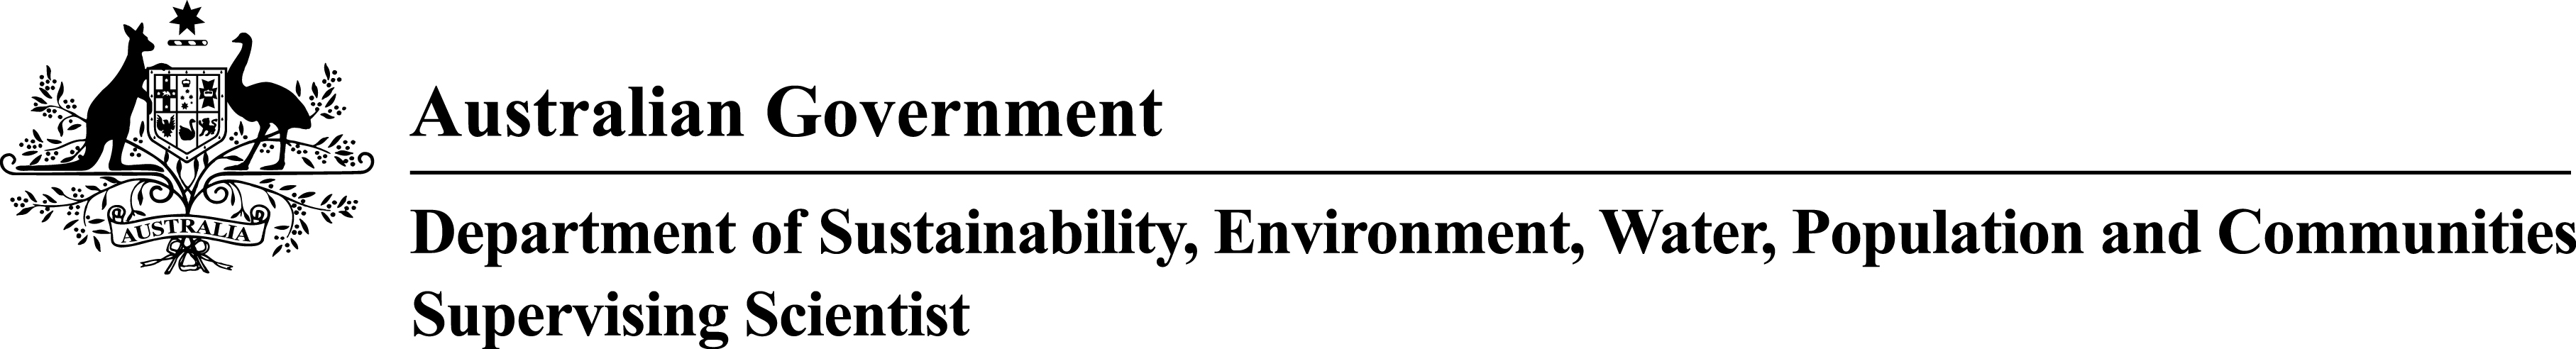 AUSTRALIA
Australian Government
Department of Sustainability, Environment, Water, Population and Communities
Supervising Scientist